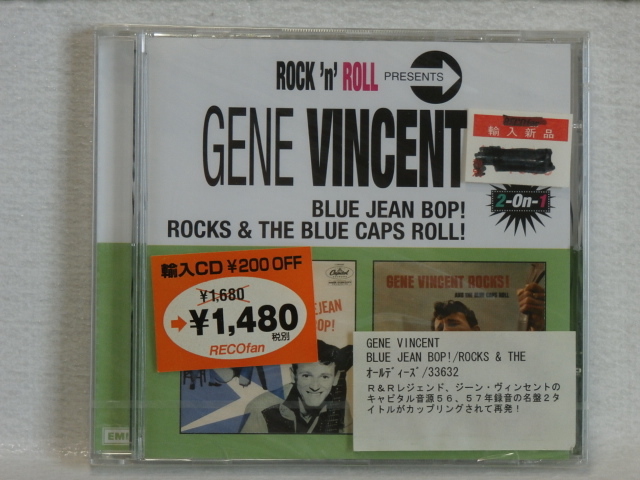 ROCK 'n' ROLL PRESENTS
GENE VINCENT
輸入新品
2-On-1
BLUE JEAN BOP!
ROCKS & THE BLUE CAPS ROLL!
輸入CD ¥200 OFF
¥1,680
¥1,480
税別
RECOfan
Capitol
JEAN
OP!
GENE VINCENT ROCKS!
AND THE BLUE CAPS ROLL
GENE VINCENT
BLUE JEAN BOP!/ROCKS & THE
ｵｰﾙﾃﾞｨｰｽﾞ/33632
R&Rレジェンド、ジーン・ヴィンセントの
キャピタル音源56、57年録音の名盤2タ
イトルがカップリングされて再発!
EMI